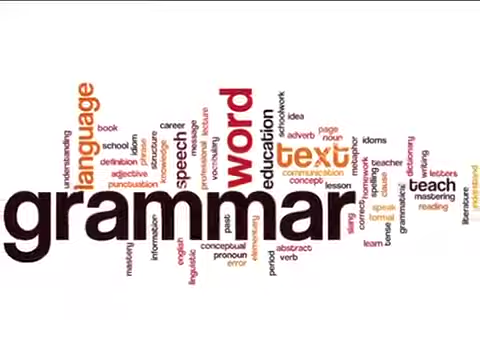 understanding
language
book
school
idiom
phrase
structure
career
knowledge
definition
adjective
punctuation
speech
message
professional
lecture
vocabulary
word
education
schoolwork
idea
adverb
page
noun
text
communication
concept
lesson
metaphor
idoms
teacher
homework
spelling
clause
dictionary
writing
letters
teach
mastering
reading
literature
understand
grammar
mastery
information
english
linguistic
conceptual
pronoun
error
past
elementary
period
abstract
verb
slang
correct
speak
formal
learn
tense
grammatical